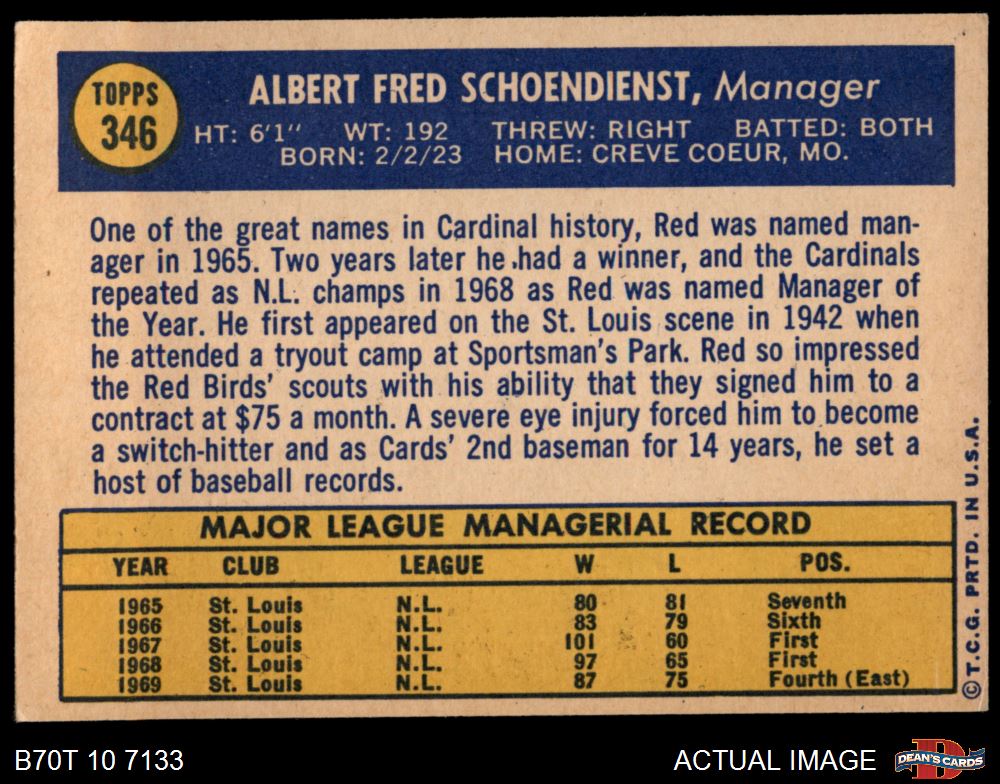 TOPPS
346
ALBERT FRED SCHOENDIENST, Manager
HT: 6'1" WT: 192 THREW: RIGHT BATTED: BOTH
BORN: 2/2/23 HOME: CREVE COEUR, MO.
One of the great names in Cardinal history, Red was named man-
ager in 1965. Two years later he had a winner, and the Cardinals
repeated as N.L. champs in 1968 as Red was named Manager of
the Year. He first appeared on the St. Louis scene in 1942 when
he attended a tryout camp at Sportsman's Park. Red so impressed
the Red Birds' scouts with his ability that they signed him to a
contract at $75 a month. A severe eye injury forced him to become
a switch-hitter and as Cards' 2nd baseman for 14 years, he set a
host of baseball records.
MAJOR LEAGUE MANAGERIAL RECORD
YEAR CLUB LEAGUE W L POS.
1965 St. Louis N.L. 80 81 Seventh
1966 St. Louis N.L. 83 79 Sixth
1967 St. Louis N.L. 101 60 First
1968 St. Louis N.L. 97 65 First
1969 St. Louis N.L. 87 75 Fourth (East)
© T.C.G. PRTD. IN U.S.A.
B70T 10 7133
ACTUAL IMAGE
DEAN'S CARDS